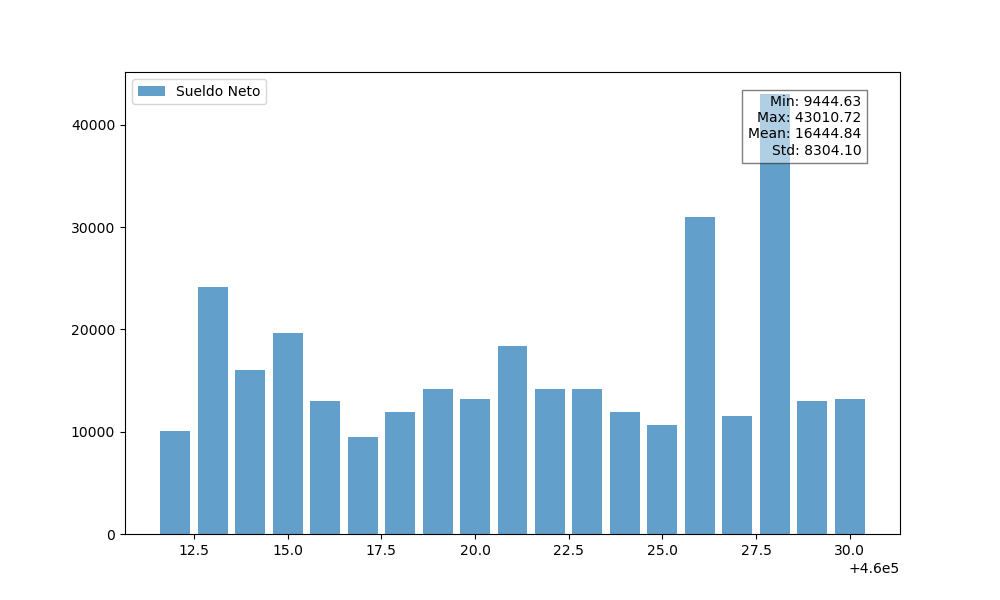 Sueldo Neto
Min: 9444.63
Max: 43010.72
Mean: 16444.84
Std: 8304.10
40000
30000
20000
10000
0
12.5 15.0 17.5 20.0 22.5 25.0 27.5 30.0
+4.6e5